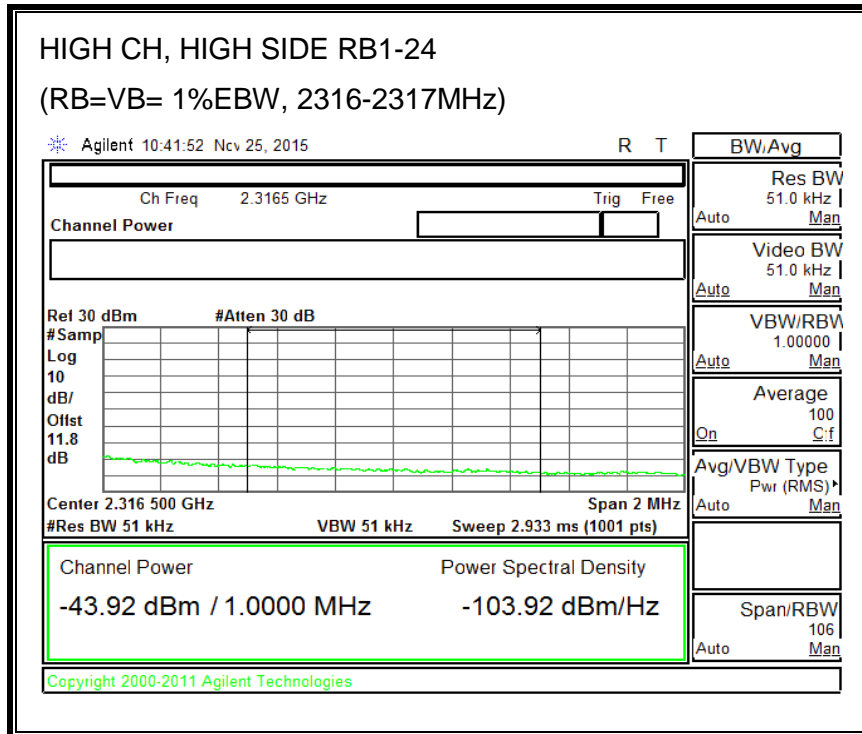 HIGH CH, HIGH SIDE RB1-24
(RB=VB= 1%EBW, 2316-2317MHz)
Agilent 10:41:52 Nov 25, 2015 R T
Ch Freq 2.3165 GHz Trig Free
Channel Power
Ref 30 dBm #Atten 30 dB
#Samp
Log
10
dB/
Offst
11.8
dB
Center 2.316 500 GHz Span 2 MHz
#Res BW 51 kHz VBW 51 kHz Sweep 2.933 ms (1001 pts)
Channel Power Power Spectral Density
-43.92 dBm / 1.0000 MHz -103.92 dBm/Hz
Copyright 2000-2011 Agilent Technologies
BW/Avg
Res BW
51.0 kHz
Auto Man
Video BW
51.0 kHz
Auto Man
VBW/RBW
1.00000
Auto Man
Average
100
On Off
Avg/VBW Type
Pwr (RMS)
Auto Man
Span/RBW
106
Auto Man